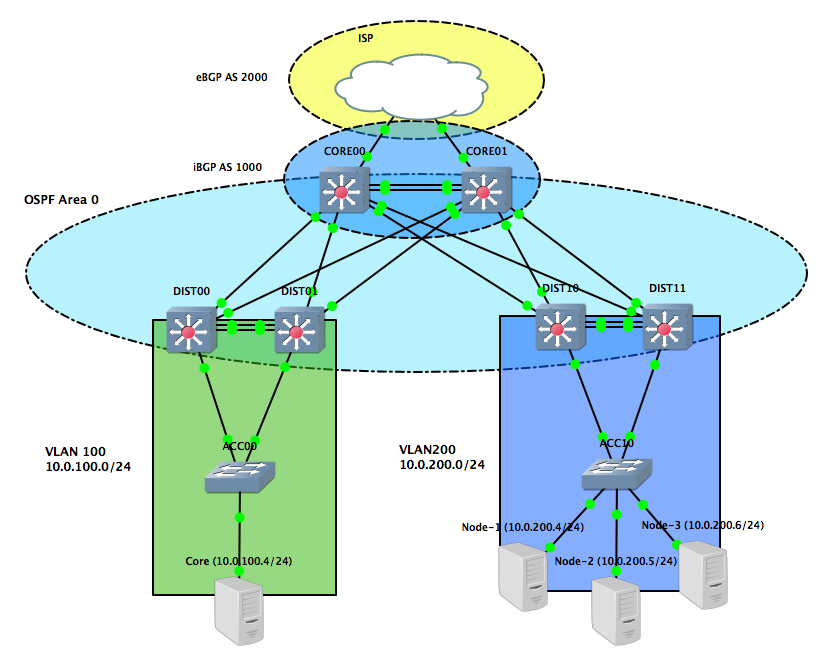 ISP
eBGP AS 2000
CORE00
CORE01
iBGP AS 1000
OSPF Area 0
DIST00
DIST01
DIST10
DIST11
ACC00
ACC10
VLAN 100
10.0.100.0/24
VLAN200
10.0.200.0/24
Node-1 (10.0.200.4/24)
Node-3 (10.0.200.6/24)
Core (10.0.100.4/24)
Node-2 (10.0.200.5/24)